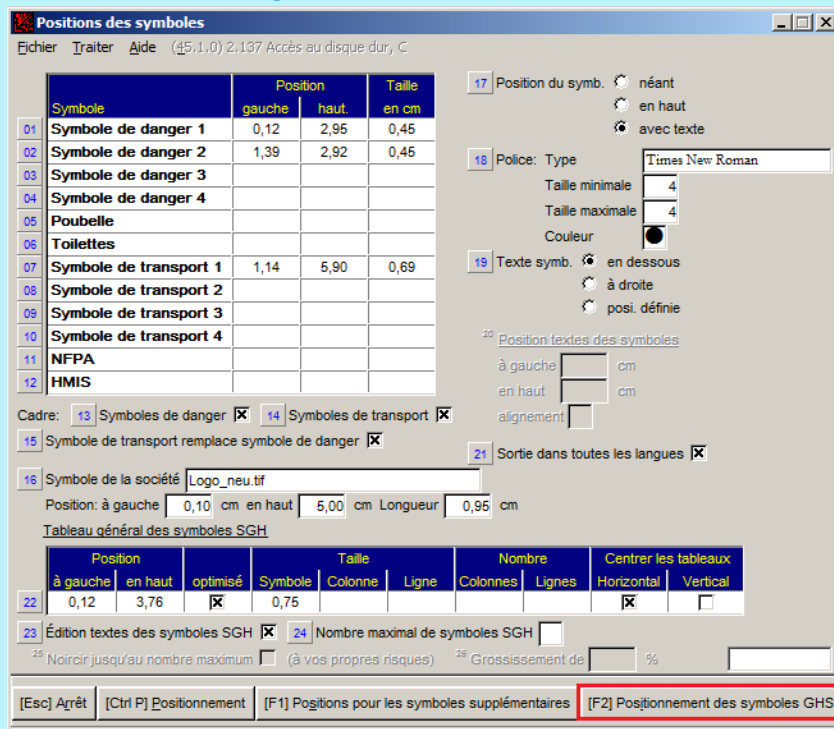 Positions des symboles
Fichier Traiter Aide (45.1.0) 2.137 Accès au disque dur, C
Position Taille
Symbole gauche haut. en cm
01 Symbole de danger 1 0,12 2,95 0,45
02 Symbole de danger 2 1,39 2,92 0,45
03 Symbole de danger 3
04 Symbole de danger 4
05 Poubelle
06 Toilettes
07 Symbole de transport 1 1,14 5,90 0,69
08 Symbole de transport 2
09 Symbole de transport 3
10 Symbole de transport 4
11 NFPA
12 HMIS
17 Position du symb. néant
en haut
avec texte
18 Police: Type Times New Roman
Taille minimale 4
Taille maximale 4
Couleur
19 Texte symb. en dessous
à droite
posi. définie
20 Position textes des symboles
à gauche cm
en haut cm
alignement
Cadre: 13 Symboles de danger 14 Symboles de transport
15 Symbole de transport remplace symbole de danger
21 Sortie dans toutes les langues
16 Symbole de la société Logo_neu.tif
Position: à gauche 0,10 cm en haut 5,00 cm Longueur 0,95 cm
Tableau général des symboles SGH
Position Taille Nombre Centrer les tableaux
à gauche en haut optimisé Symbole Colonne Ligne Colonnes Lignes Horizontal Vertical
22 0,12 3,76 0,75
23 Édition textes des symboles SGH 24 Nombre maximal de symboles SGH
25 Noircir jusqu'au nombre maximum (à vos propres risques) 26 Grossissement de %
[Esc] Arrêt [Ctrl P] Positionnement [F1] Positions pour les symboles supplémentaires [F2] Positionnement des symboles GHS